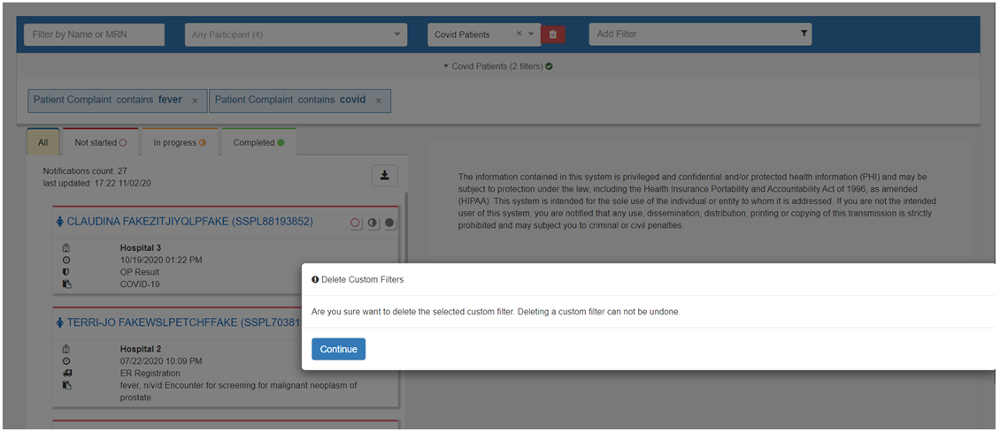 Filter by Name or MRN
Any Participant (4)
Covid Patients ×
Add Filter
Covid Patients (2 filters)
Patient Complaint contains fever ×
Patient Complaint contains covid ×
All
Not started
In progress
Completed
Notifications count: 27
last updated: 17:22 11/02/20
CLAUDINA FAKEZITJIYQLPFAKE (SSPL88193852)
Hospital 3
10/19/2020 01:22 PM
OP Result
COVID-19
TERRI-JO FAKEWSLPETCHFFAKE (SSPL7038
Hospital 2
07/22/2020 10:09 PM
ER Registration
fever, n/v/d Encounter for screening for malignant neoplasm of
prostate
The information contained in this system is privileged and confidential and/or protected health information (PHI) and may be
subject to protection under the law, including the Health Insurance Portability and Accountability Act of 1996, as amended
(HIPAA). This system is intended for the sole use of the individual or entity to whom it is addressed. If you are not the intended
user of this system, you are notified that any use, dissemination, distribution, printing or copying of this transmission is strictly
prohibited and may subject you to criminal or civil penalties.
Delete Custom Filters
Are you sure want to delete the selected custom filter. Deleting a custom filter can not be undone.
Continue